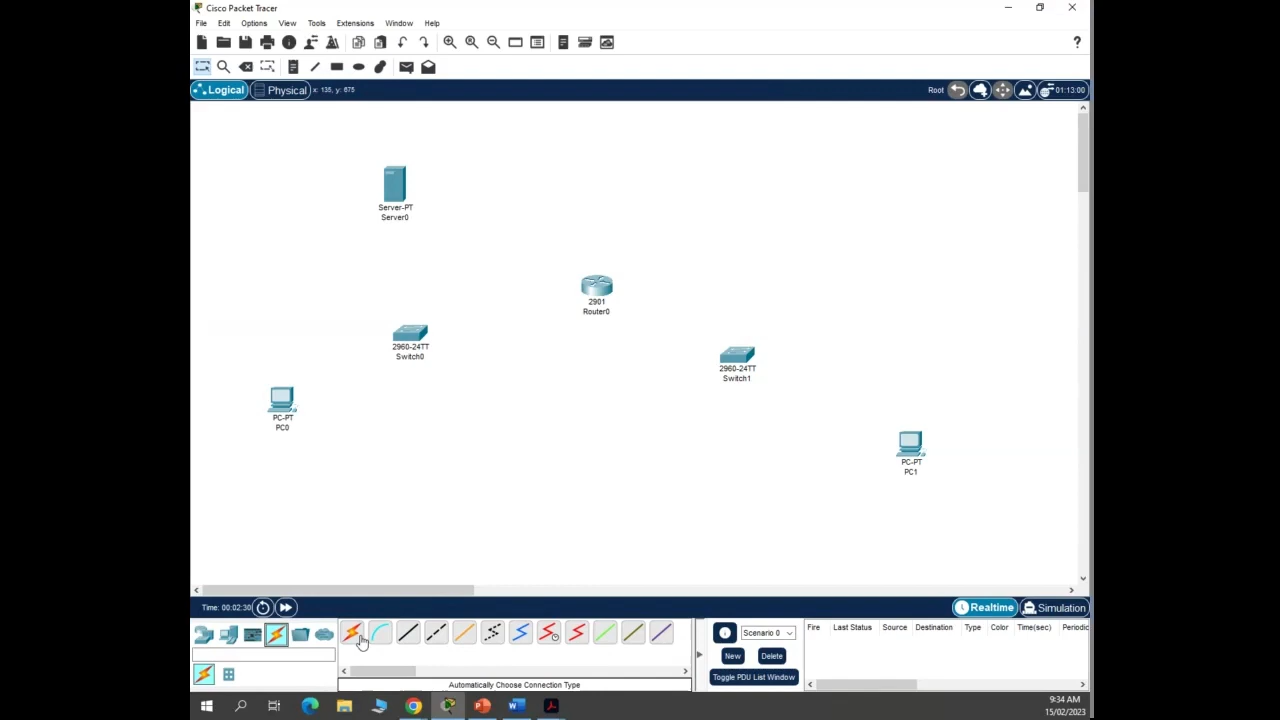 Cisco Packet Tracer
File Edit Options View Tools Extensions Window Help
?
Logical Physical x: 135, y: 675 Root 01:13:00
Server-PT
Server0
2901
Router0
2960-24TT
Switch0
2960-24TT
Switch1
PC-PT
PC0
PC-PT
PC1
Time: 00:02:30 Realtime Simulation
Scenario 0 Fire Last Status Source Destination Type Color Time(sec) Periodic
New Delete
Toggle PDU List Window
Automatically Choose Connection Type
9:34 AM
15/02/2023